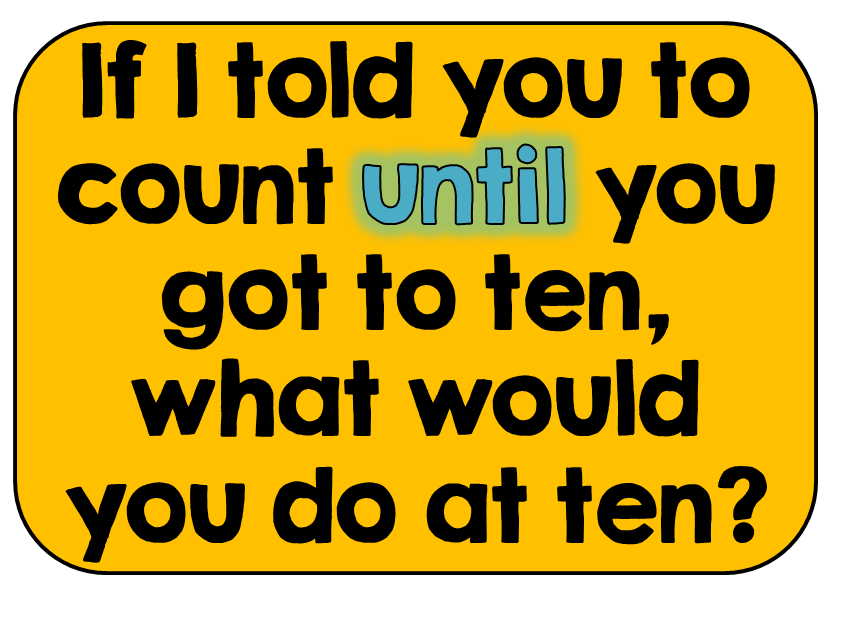 If I told you to
count until you
got to ten,
what would
you do at ten?